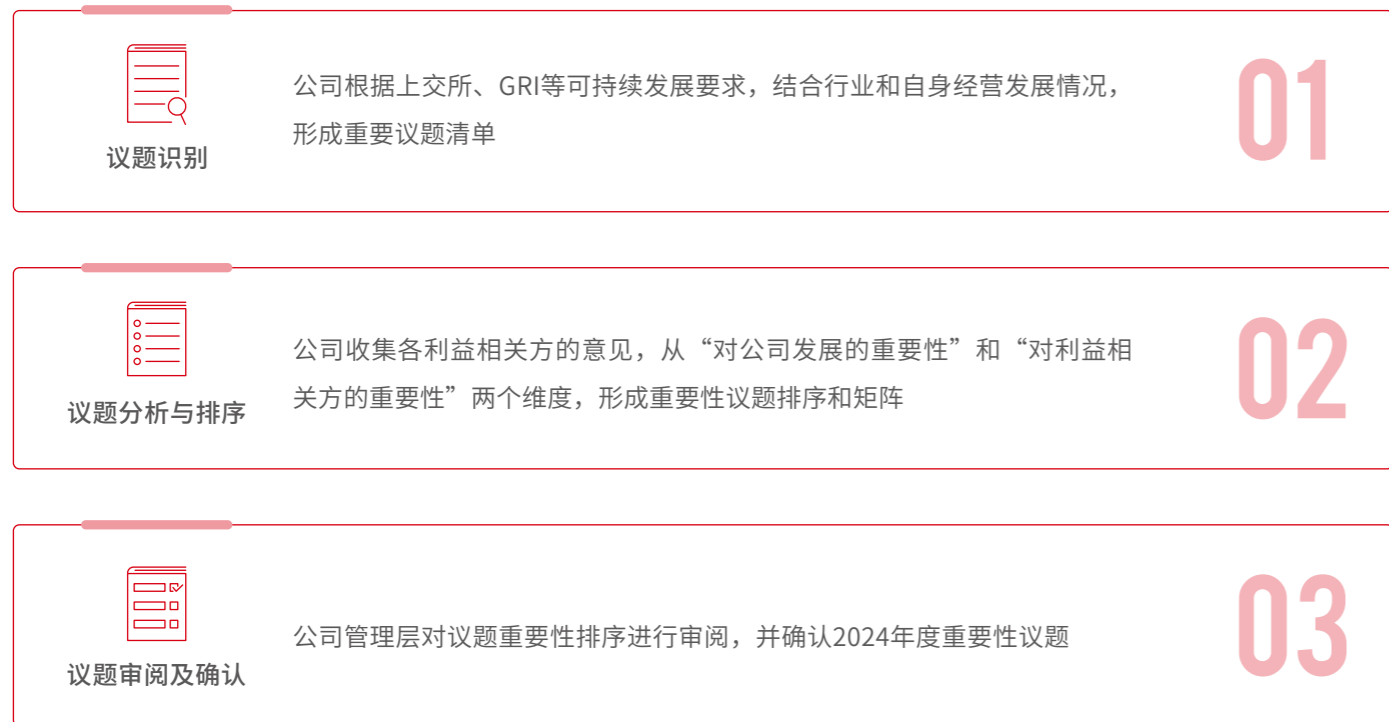 公司根据上交所、GRI等可持续发展要求，结合行业和自身经营发展情况，
形成重要议题清单
议题识别
01
公司收集各利益相关方的意见，从“对公司发展的重要性”和“对利益相
关方的重要性”两个维度，形成重要性议题排序和矩阵
议题分析与排序
02
公司管理层对议题重要性排序进行审阅，并确认2024年度重要性议题
议题审阅及确认
03